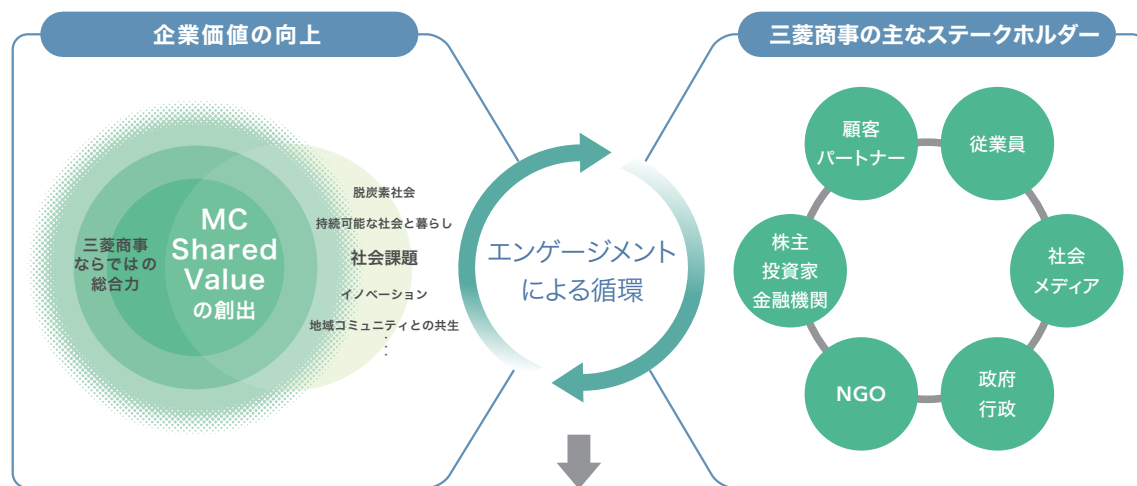 企業価値の向上
三菱商事
ならではの
総合力
MC
Shared
Value
の創出
脱炭素社会
持続可能な社会と暮らし
社会課題
イノベーション
地域コミュニティとの共生
・・・
エンゲージメント
による循環
三菱商事の主なステークホルダー
顧客
パートナー
従業員
株主
投資家
金融機関
社会
メディア
NGO
政府
行政